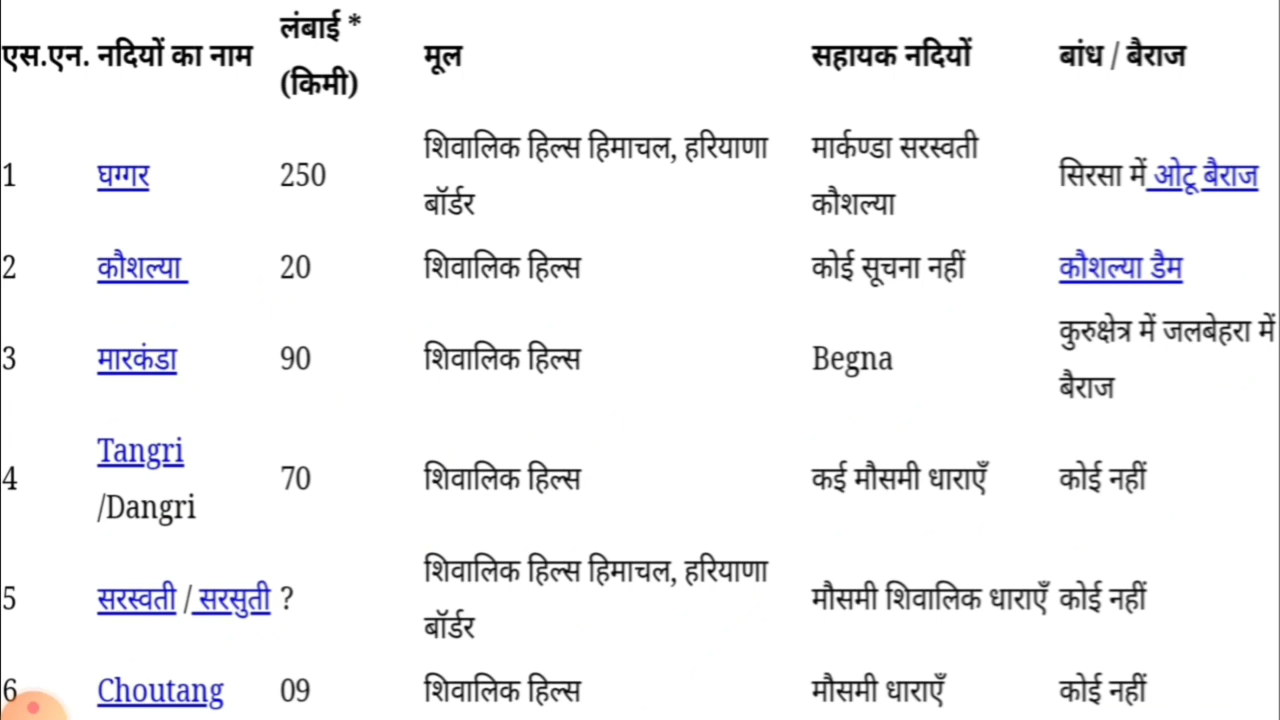 एस.एन. नदियों का नाम लंबाई * (किमी) मूल सहायक नदियों बांध / बैराज
1 घग्गर 250 शिवालिक हिल्स हिमाचल, हरियाणा बॉर्डर मार्कण्डा सरस्वती कौशल्या सिरसा में ओटू बैराज
2 कौशल्या 20 शिवालिक हिल्स कोई सूचना नहीं कौशल्या डैम
3 मारकंडा 90 शिवालिक हिल्स Begna कुरुक्षेत्र में जलबेहरा में बैराज
4 Tangri /Dangri 70 शिवालिक हिल्स कई मौसमी धाराएँ कोई नहीं
5 सरस्वती / सरसुती ? शिवालिक हिल्स हिमाचल, हरियाणा बॉर्डर मौसमी शिवालिक धाराएँ कोई नहीं
6 Choutang 09 शिवालिक हिल्स मौसमी धाराएँ कोई नहीं